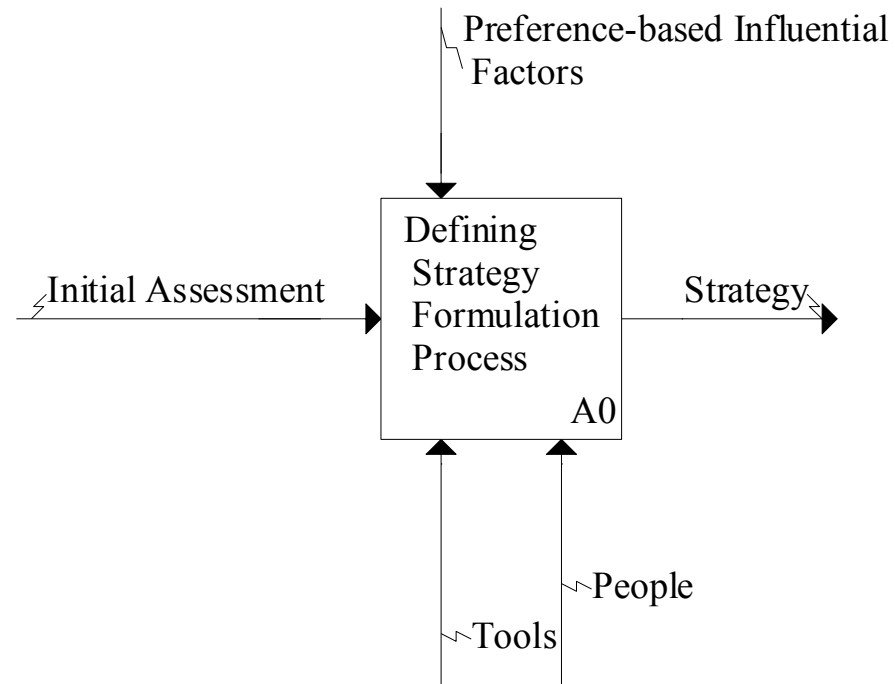 Preference-based Influential
Factors
Defining
Strategy
Formulation
Process
A0
Initial Assessment
Strategy
People
Tools